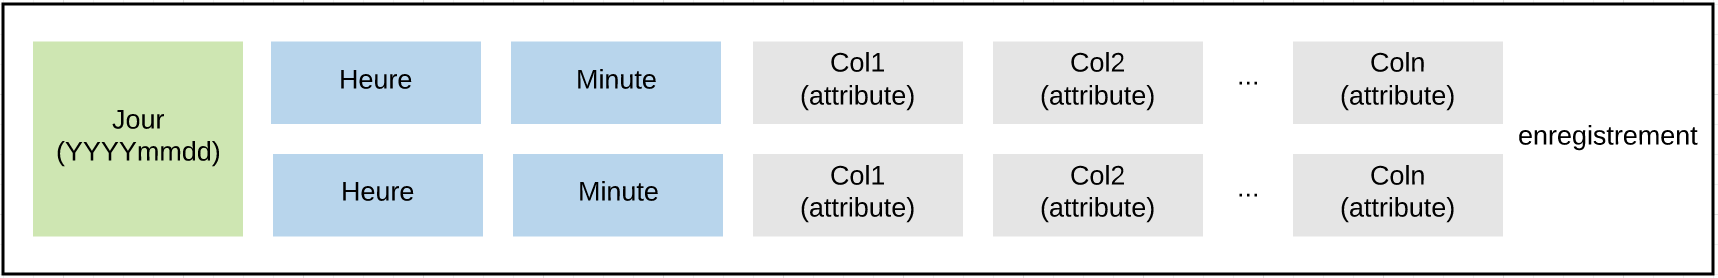 Jour
(YYYYmmdd)
Heure
Minute
Col1
(attribute)
Col2
(attribute)
...
Coln
(attribute)
Heure
Minute
Col1
(attribute)
Col2
(attribute)
...
Coln
(attribute)
enregistrement